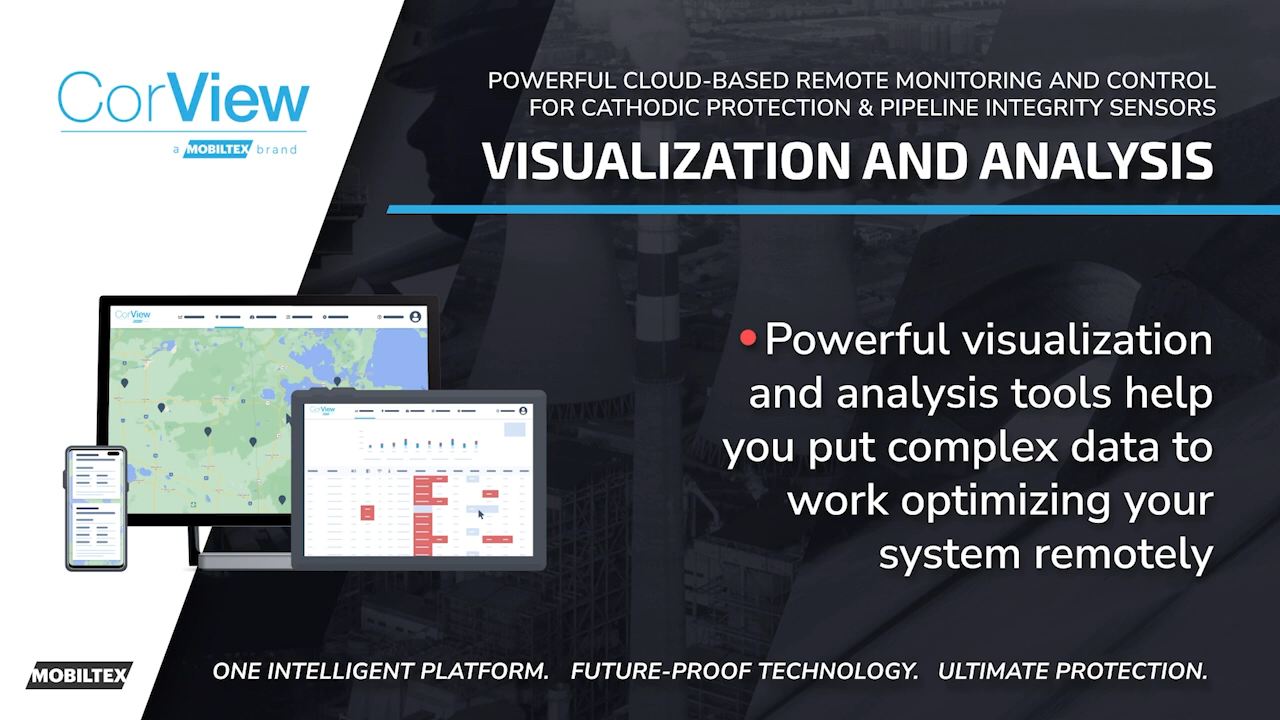 CorView
a MOBILTEX brand
POWERFUL CLOUD-BASED REMOTE MONITORING AND CONTROL
FOR CATHODIC PROTECTION & PIPELINE INTEGRITY SENSORS
VISUALIZATION AND ANALYSIS
CorView
CorView
• Powerful visualization
and analysis tools help
you put complex data to
work optimizing your
system remotely
MOBILTEX
ONE INTELLIGENT PLATFORM. FUTURE-PROOF TECHNOLOGY. ULTIMATE PROTECTION.